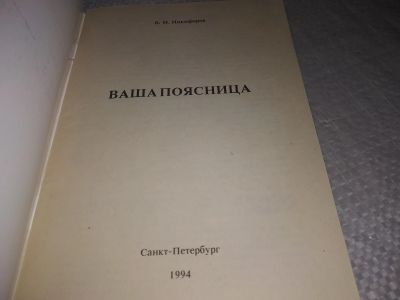 В. И. Никифоров
ВАША ПОЯСНИЦА
Санкт-Петербург
1994